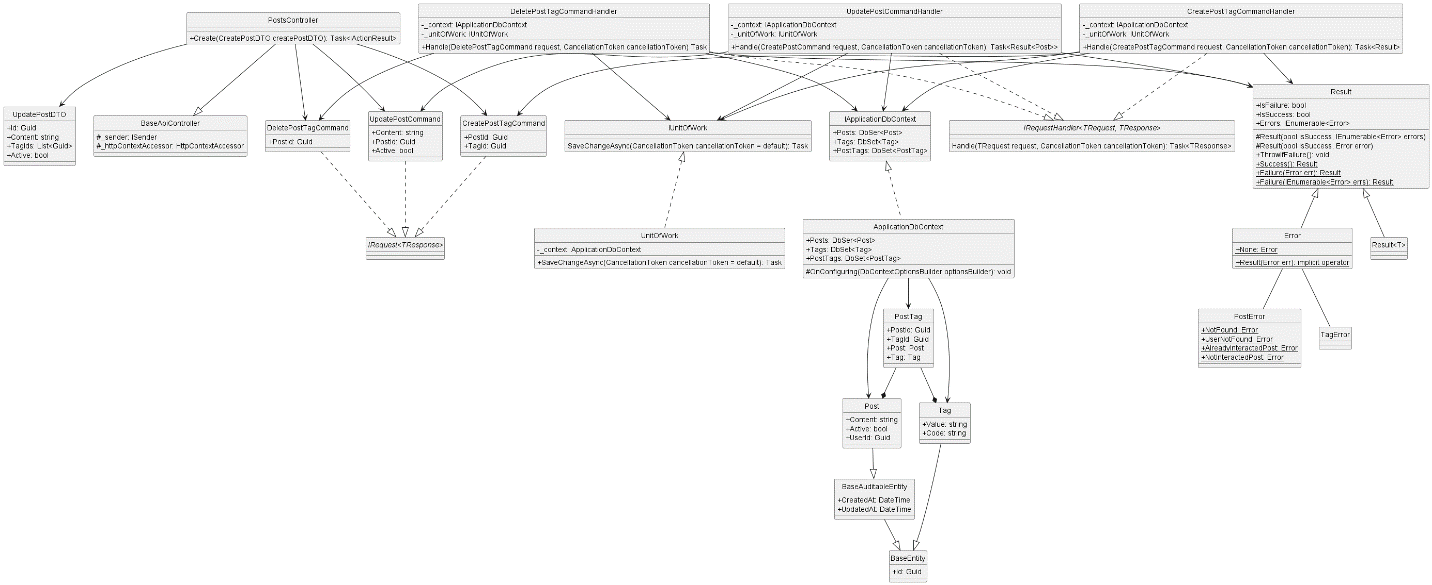 PostsController
+Create(CreatePostDTO createPostDTO): Task<ActionResult>
DeletePostTagCommandHandler
-_context: IApplicationDbContext
-_unitOfWork: IUnitOfWork
+Handle(DeletePostTagCommand request, CancellationToken cancellationToken) Task
UpdatePostCommandHandler
-_context: IApplicationDbContext
-_unitOfWork: IUnitOfWork
+Handle(CreatePostCommand request, CancellationToken cancellationToken): Task<Result<Post>>
CreatePostTagCommandHandler
-_context: IApplicationDbContext
-_unitOfWork: IUnitOfWork
+Handle(CreatePostTagCommand request, CancellationToken cancellationToken): Task<Result>
UpdatePostDTO
+Id: Guid
+Content: string
+TagIds: List<Guid>
+Active: bool
BaseApiController
#_sender: ISender
#_httpContextAccessor: HttpContextAccessor
DeletePostTagCommand
+PostId: Guid
UpdatePostCommand
+Content: string
+PostId: Guid
+Active: bool
CreatePostTagCommand
+PostId: Guid
+TagId: Guid
IUnitOfWork
SaveChangeAsync(CancellationToken cancellationToken = default): Task
IApplicationDbContext
+Posts: DbSer<Post>
+Tags: DbSet<Tag>
+PostTags: DbSet<PostTag>
IRequestHandler<TRequest, TResponse>
Handle(TRequest request, CancellationToken cancellationToken): Task<TResponse>
Result
+IsFailure: bool
+IsSuccess: bool
+Errors: IEnumerable<Error>
#Result(bool isSuccess, IEnumerable<Error> errors)
#Result(bool isSuccess, Error error)
+ThrowIfFailure(): void
+Success(): Result
+Failure(Error err): Result
+Failure(IEnumerable<Error> errs): Result
IRequest<TResponse>
UnitOfWork
-_context: ApplicationDbContext
+SaveChangeAsync(CancellationToken cancellationToken = default): Task
ApplicationDbContext
+Posts: DbSer<Post>
+Tags: DbSet<Tag>
+PostTags: DbSet<PostTag>
#OnConfiguring(DbContextOptionsBuilder optionsBuilder): void
Error
+None: Error
+Result(Error err): implicit operator
Result<T>
PostTag
+PostId: Guid
+TagId: Guid
+Post: Post
+Tag: Tag
PostError
+NotFound: Error
+UserNotFound: Error
+AlreadyInteractedPost: Error
+NotInteractedPost: Error
TagError
Post
+Content: string
+Active: bool
+UserId: Guid
Tag
+Value: string
+Code: string
BaseAuditableEntity
+CreatedAt: DateTime
+UpdatedAt: DateTime
BaseEntity
+Id: Guid